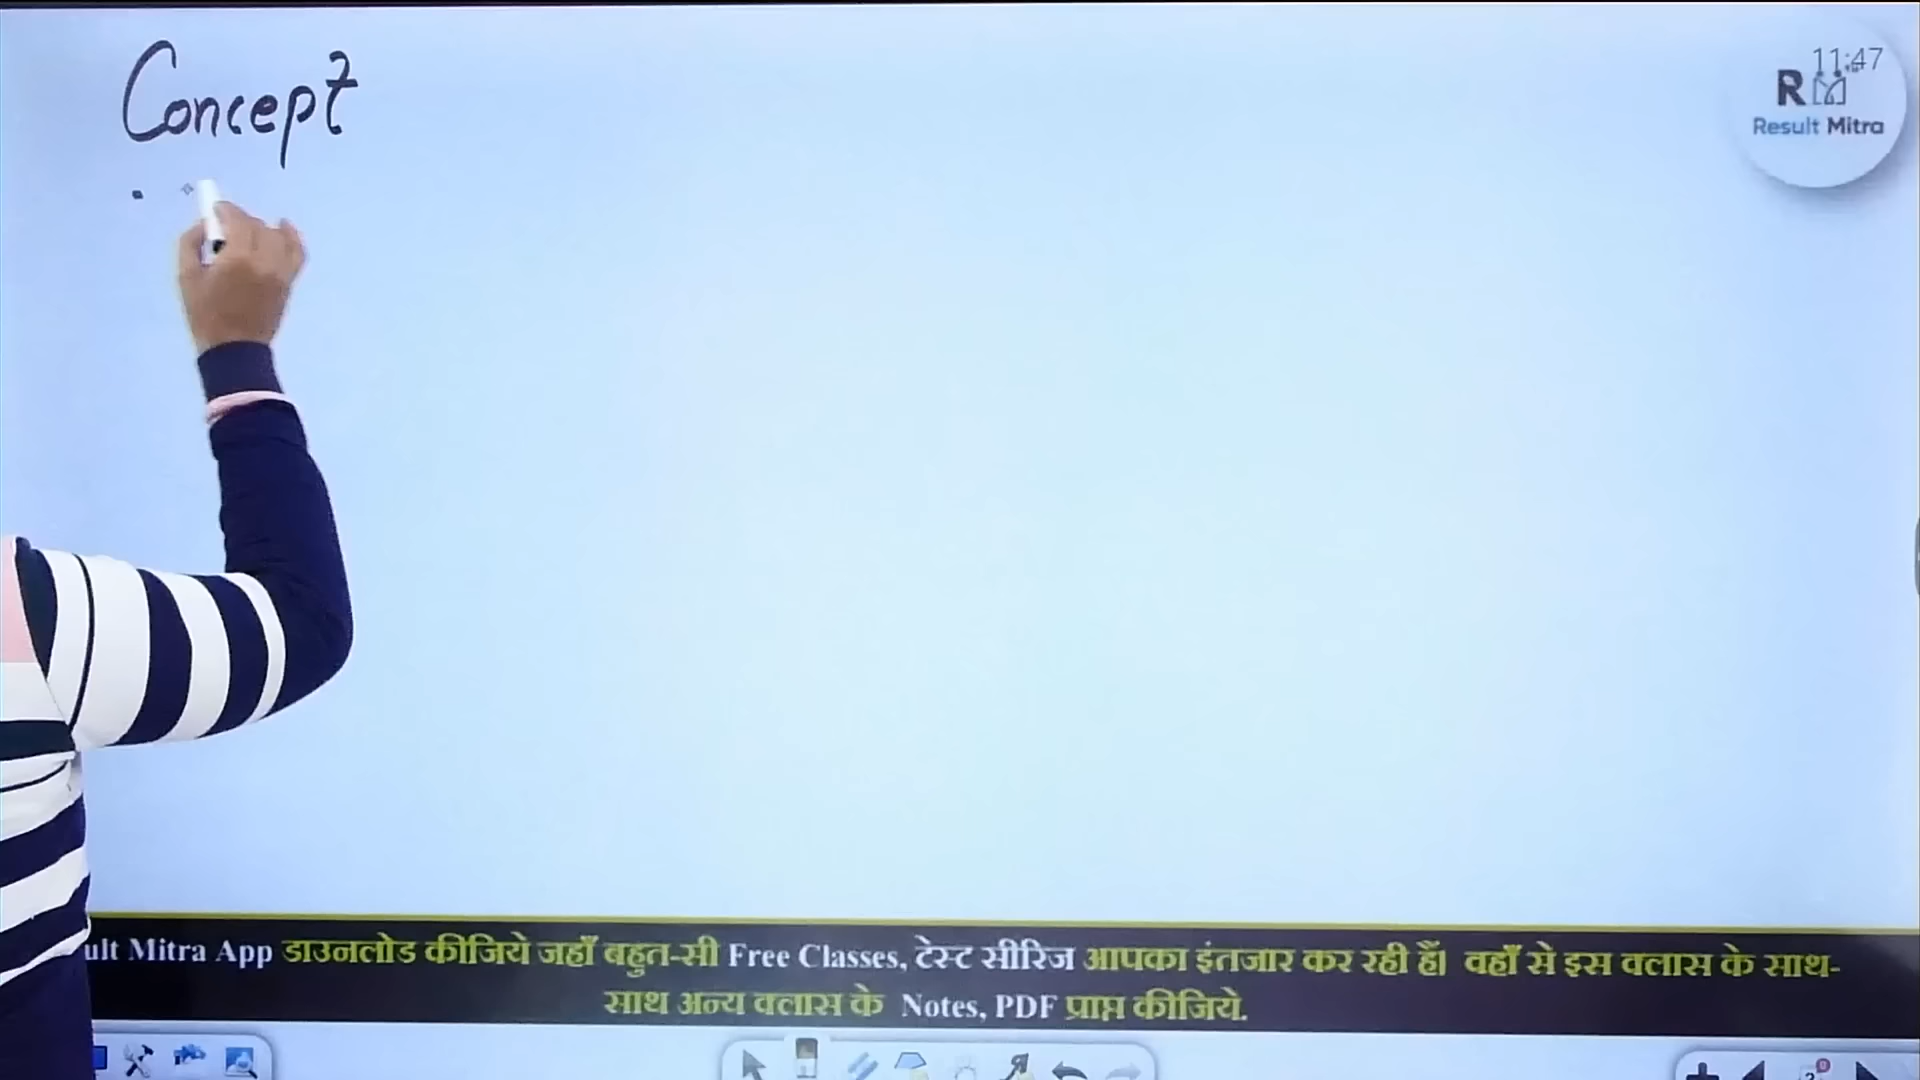 Concept
11:47
RM
Result Mitra
ult Mitra App डाउनलोड कीजिये जहाँ बहुत-सी Free Classes, टेस्ट सीरिज आपका इंतजार कर रही हैं। वहाँ से इस क्लास के साथ-
साथ अन्य क्लास के Notes, PDF प्राप्त कीजिये.